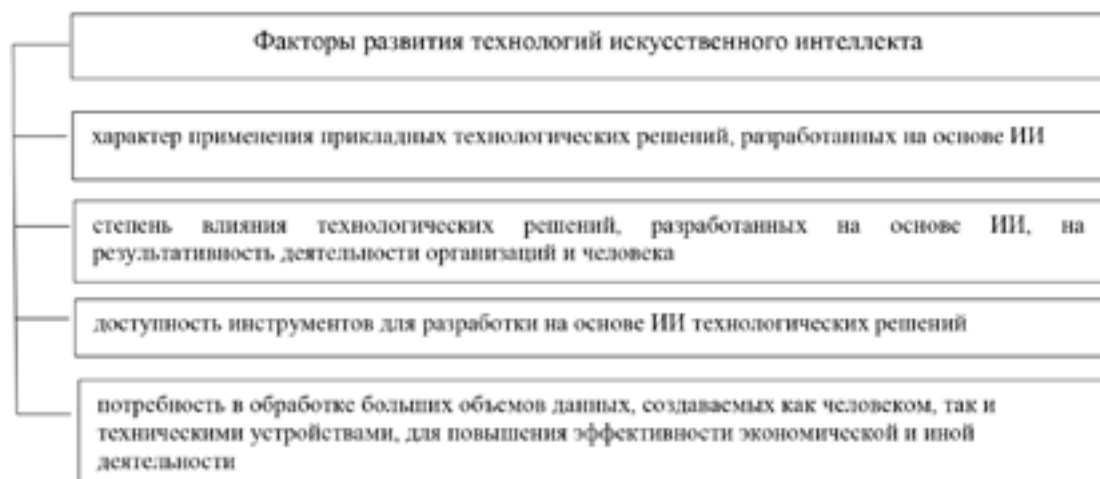 Факторы развития технологий искусственного интеллекта
характер применения прикладных технологических решений, разработанных на основе ИИ
степень влияния технологических решений, разработанных на основе ИИ, на
результативность деятельности организаций и человека
доступность инструментов для разработки на основе ИИ технологических решений
потребность в обработке больших объемов данных, создаваемых как человеком, так и
техническими устройствами, для повышения эффективности экономической и иной
деятельности